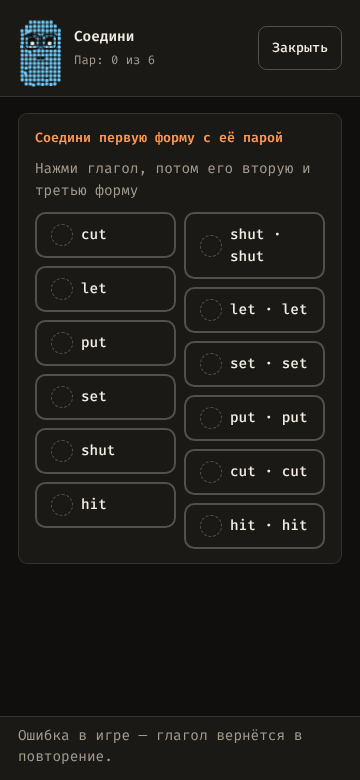 Соедини
Пар: 0 из 6
Закрыть
Соедини первую форму с её парой
Нажми глагол, потом его вторую и
третью форму
cut
let
put
set
shut
hit
shut ·
shut
let · let
set · set
put · put
cut · cut
hit · hit
Ошибка в игре — глагол вернётся в
повторение.